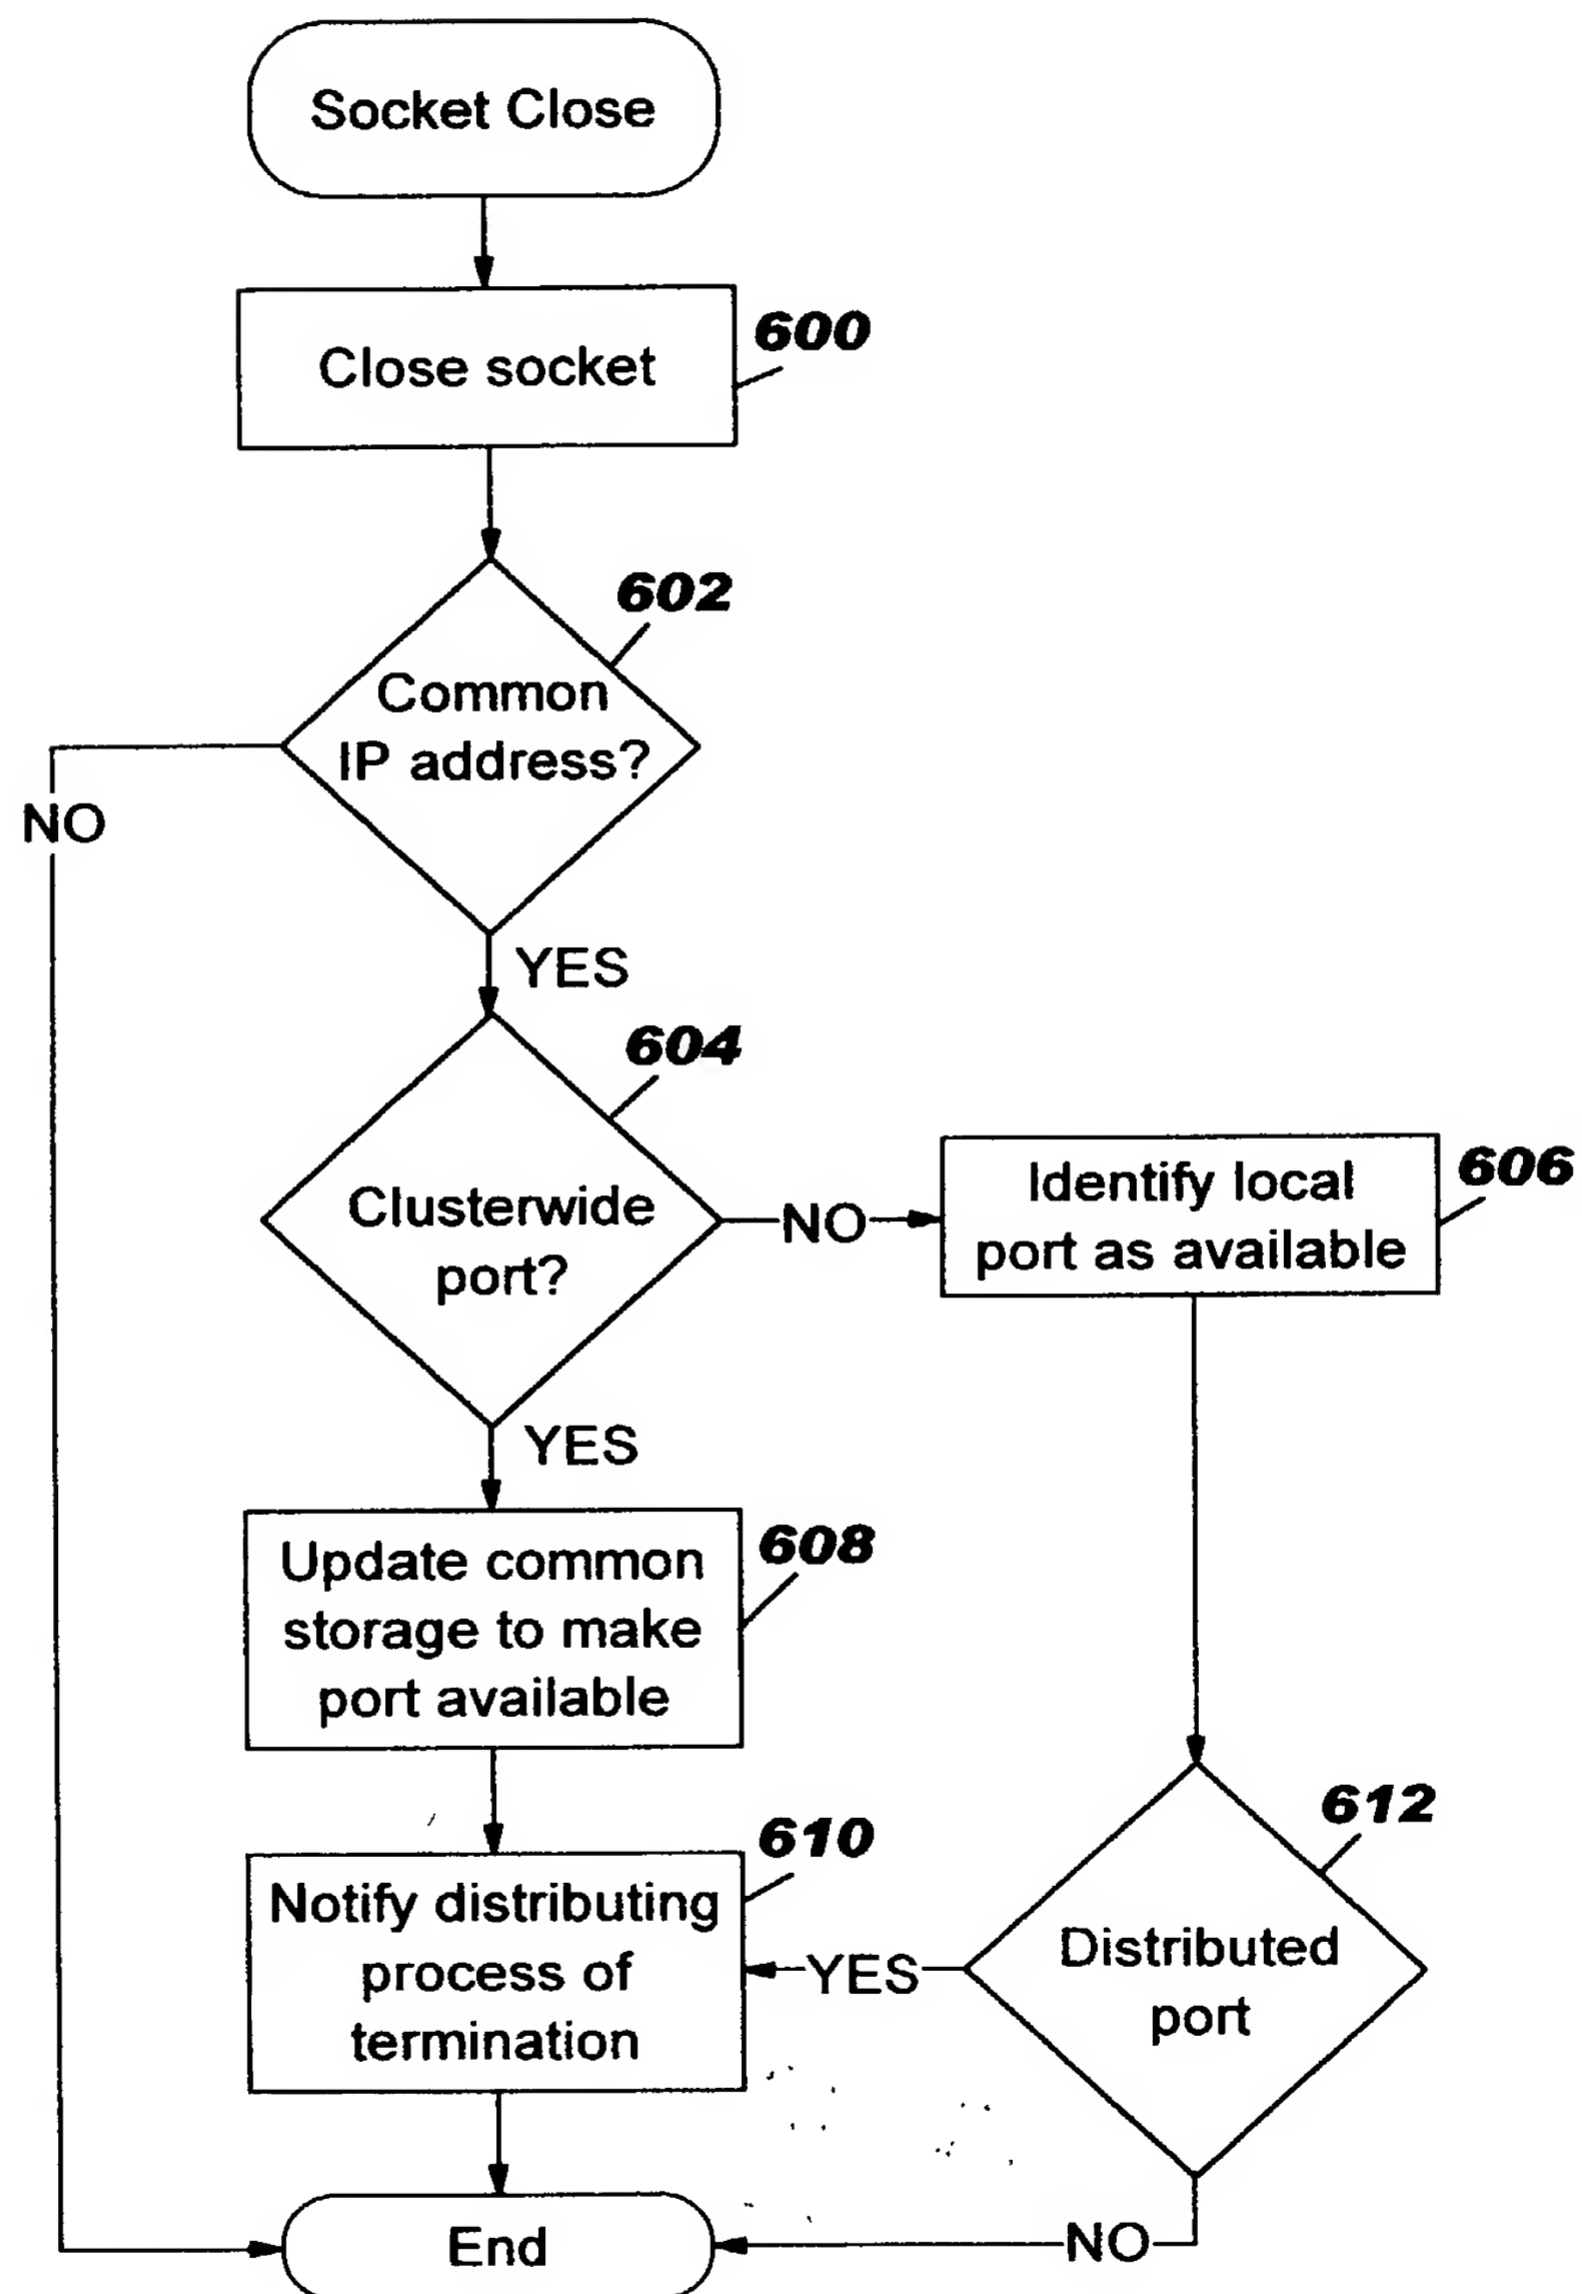 Socket Close
Close socket
600
602
Common
IP address?
NO
YES
604
Clusterwide
port?
NO
Identify local
port as available
606
YES
Update common
storage to make
port available
608
610
Notify distributing
process of
termination
612
Distributed
port
YES
NO
End